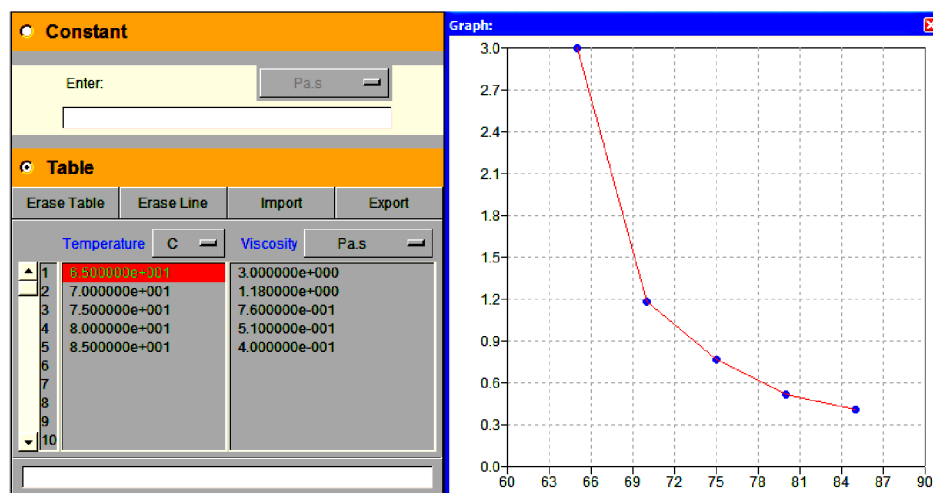 Constant
Enter:
Pa.s
Table
Erase Table
Erase Line
Import
Export
Temperature
C
Viscosity
Pa.s
1 6.500000e+001 3.000000e+000
2 7.000000e+001 1.180000e+000
3 7.500000e+001 7.600000e-001
4 8.000000e+001 5.100000e-001
5 8.500000e+001 4.000000e-001
6
7
8
9
10
Graph:
3.0
2.7
2.4
2.1
1.8
1.5
1.2
0.9
0.6
0.3
0.0
60 63 66 69 72 75 78 81 84 87 90